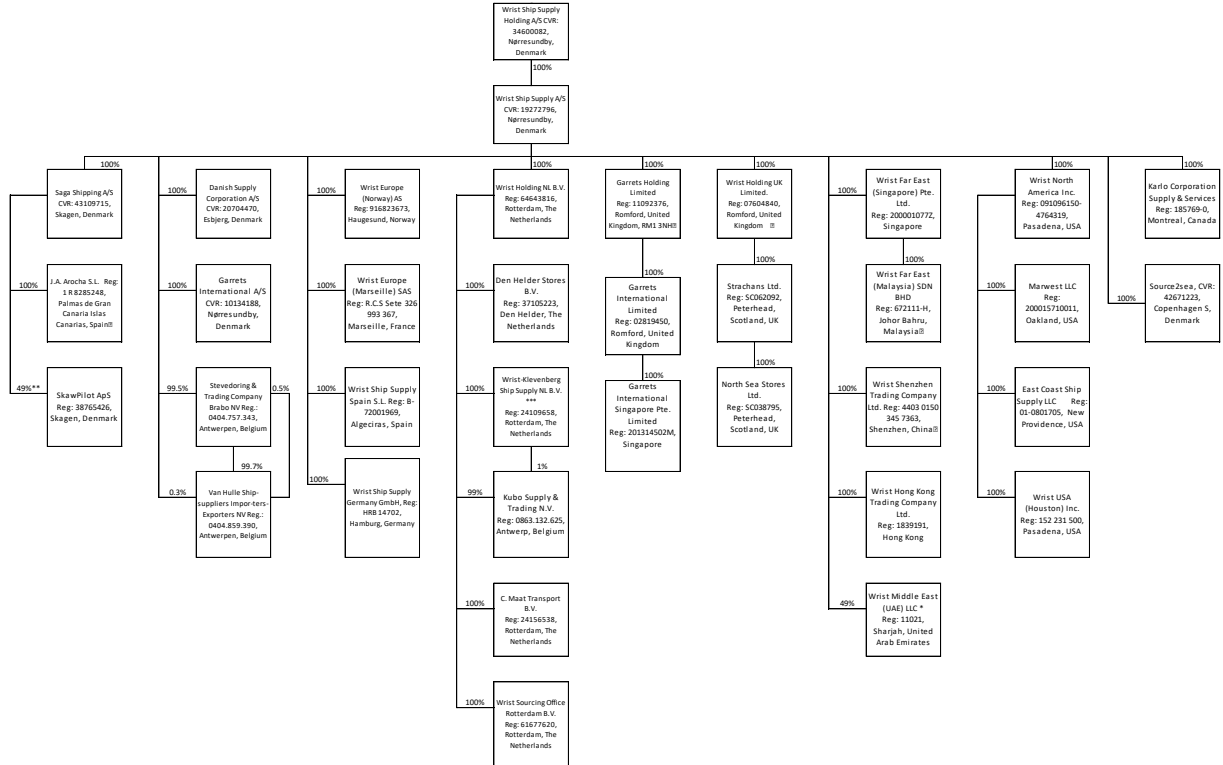 Wrist Ship Supply
Holding A/S CVR:
34600082,
Nørresundby,
Denmark
100%
Wrist Ship Supply A/S
CVR: 19272796,
Nørresundby,
Denmark
100%
Saga Shipping A/S
CVR: 43109715,
Skagen, Denmark
100%
J.A. Arocha S.L. Reg:
1 R 8285248,
Palmas de Gran
Canaria Islas
Canarias, Spain
49%**
SkawPilot ApS
Reg: 38765426,
Skagen, Denmark
100%
Danish Supply
Corporation A/S
CVR: 20704470,
Esbjerg, Denmark
100%
Garrets
International A/S
CVR: 10134188,
Nørresundby,
Denmark
99.5%
Stevedoring &
Trading Company
Brabo NV Reg.:
0404.757.343,
Antwerpen, Belgium
0.5%
99.7%
0.3%
Van Hulle Ship-
suppliers Impor-ters-
Exporters NV Reg.:
0404.859.390,
Antwerpen, Belgium
100%
Wrist Europe
(Norway) AS
Reg: 916823673,
Haugesund, Norway
100%
Wrist Europe
(Marseille) SAS
Reg: R.C.S Sete 326
993 367,
Marseille, France
100%
Wrist Ship Supply
Spain S.L. Reg: B-
72001969,
Algeciras, Spain
100%
Wrist Ship Supply
Germany GmbH, Reg:
HRB 14702,
Hamburg, Germany
100%
Wrist Holding NL B.V.
Reg: 64643816,
Rotterdam, The
Netherlands
100%
Den Helder Stores
B.V.
Reg: 37105223,
Den Helder, The
Netherlands
100%
Wrist-Klevenberg
Ship Supply NL B.V.
***
Reg: 24109658,
Rotterdam, The
Netherlands
1%
99%
Kubo Supply &
Trading N.V.
Reg: 0863.132.625,
Antwerp, Belgium
100%
C. Maat Transport
B.V.
Reg: 24156538,
Rotterdam, The
Netherlands
100%
Wrist Sourcing Office
Rotterdam B.V.
Reg: 61677620,
Rotterdam, The
Netherlands
100%
Garrets Holding
Limited
Reg: 11092376,
Romford, United
Kingdom, RM1 3NH
100%
Garrets
International
Limited
Reg: 02819450,
Romford, United
Kingdom
100%
Garrets
International
Singapore Pte.
Limited
Reg: 201314502M,
Singapore
100%
Wrist Holding UK
Limited.
Reg: 07604840,
Romford, United
Kingdom
100%
Strachans Ltd.
Reg: SC062092,
Peterhead,
Scotland, UK
100%
North Sea Stores
Ltd.
Reg: SC038795,
Peterhead,
Scotland, UK
100%
Wrist Far East
(Singapore) Pte.
Ltd.
Reg: 200001077Z,
Singapore
100%
Wrist Far East
(Malaysia) SDN
BHD
Reg: 672111-H,
Johor Bahru,
Malaysia
100%
Wrist Shenzhen
Trading Company
Ltd. Reg: 4403 0150
345 7363,
Shenzhen, China
100%
Wrist Hong Kong
Trading Company
Ltd.
Reg: 1839191,
Hong Kong
49%
Wrist Middle East
(UAE) LLC *
Reg: 11021,
Sharjah, United
Arab Emirates
100%
Wrist North
America Inc.
Reg: 091096150-
4764319,
Pasadena, USA
100%
Marwest LLC
Reg:
200015710011,
Oakland, USA
100%
East Coast Ship
Supply LLC Reg:
01-0801705, New
Providence, USA
100%
Wrist USA
(Houston) Inc.
Reg: 152 231 500,
Pasadena, USA
100%
Karlo Corporation
Supply & Services
Reg: 185769-0,
Montreal, Canada
100%
Source2sea, CVR:
42671223,
Copenhagen S,
Denmark